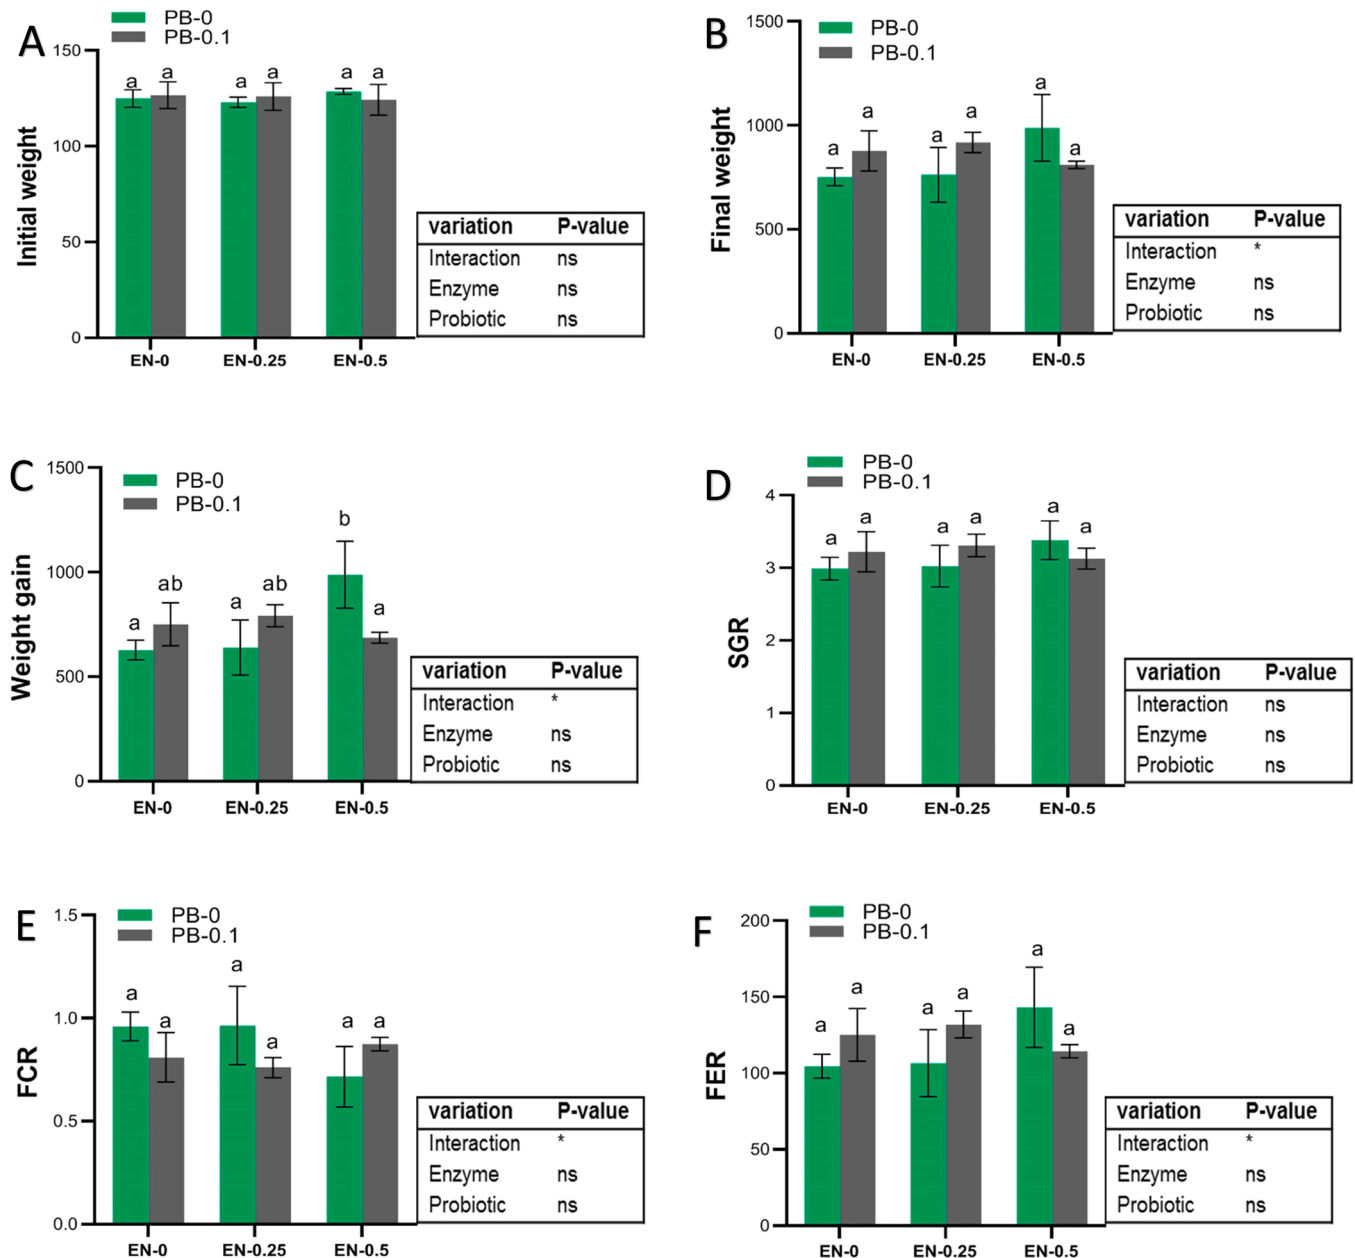 A
PB-0
PB-0.1
150
100
50
0
Initial weight
a a a a a a
EN-0 EN-0.25 EN-0.5
variation P-value
Interaction ns
Enzyme ns
Probiotic ns
B
PB-0
PB-0.1
1500
1000
500
0
Final weight
a a a a a a
EN-0 EN-0.25 EN-0.5
variation P-value
Interaction *
Enzyme ns
Probiotic ns
C
PB-0
PB-0.1
1500
1000
500
0
Weight gain
a ab a ab b a
EN-0 EN-0.25 EN-0.5
variation P-value
Interaction *
Enzyme ns
Probiotic ns
D
PB-0
PB-0.1
4
3
2
1
0
SGR
a a a a a a
EN-0 EN-0.25 EN-0.5
variation P-value
Interaction ns
Enzyme ns
Probiotic ns
E
PB-0
PB-0.1
1.5
1.0
0.5
0.0
FCR
a a a a a a
EN-0 EN-0.25 EN-0.5
variation P-value
Interaction *
Enzyme ns
Probiotic ns
F
PB-0
PB-0.1
200
150
100
50
0
FER
a a a a a a
EN-0 EN-0.25 EN-0.5
variation P-value
Interaction *
Enzyme ns
Probiotic ns